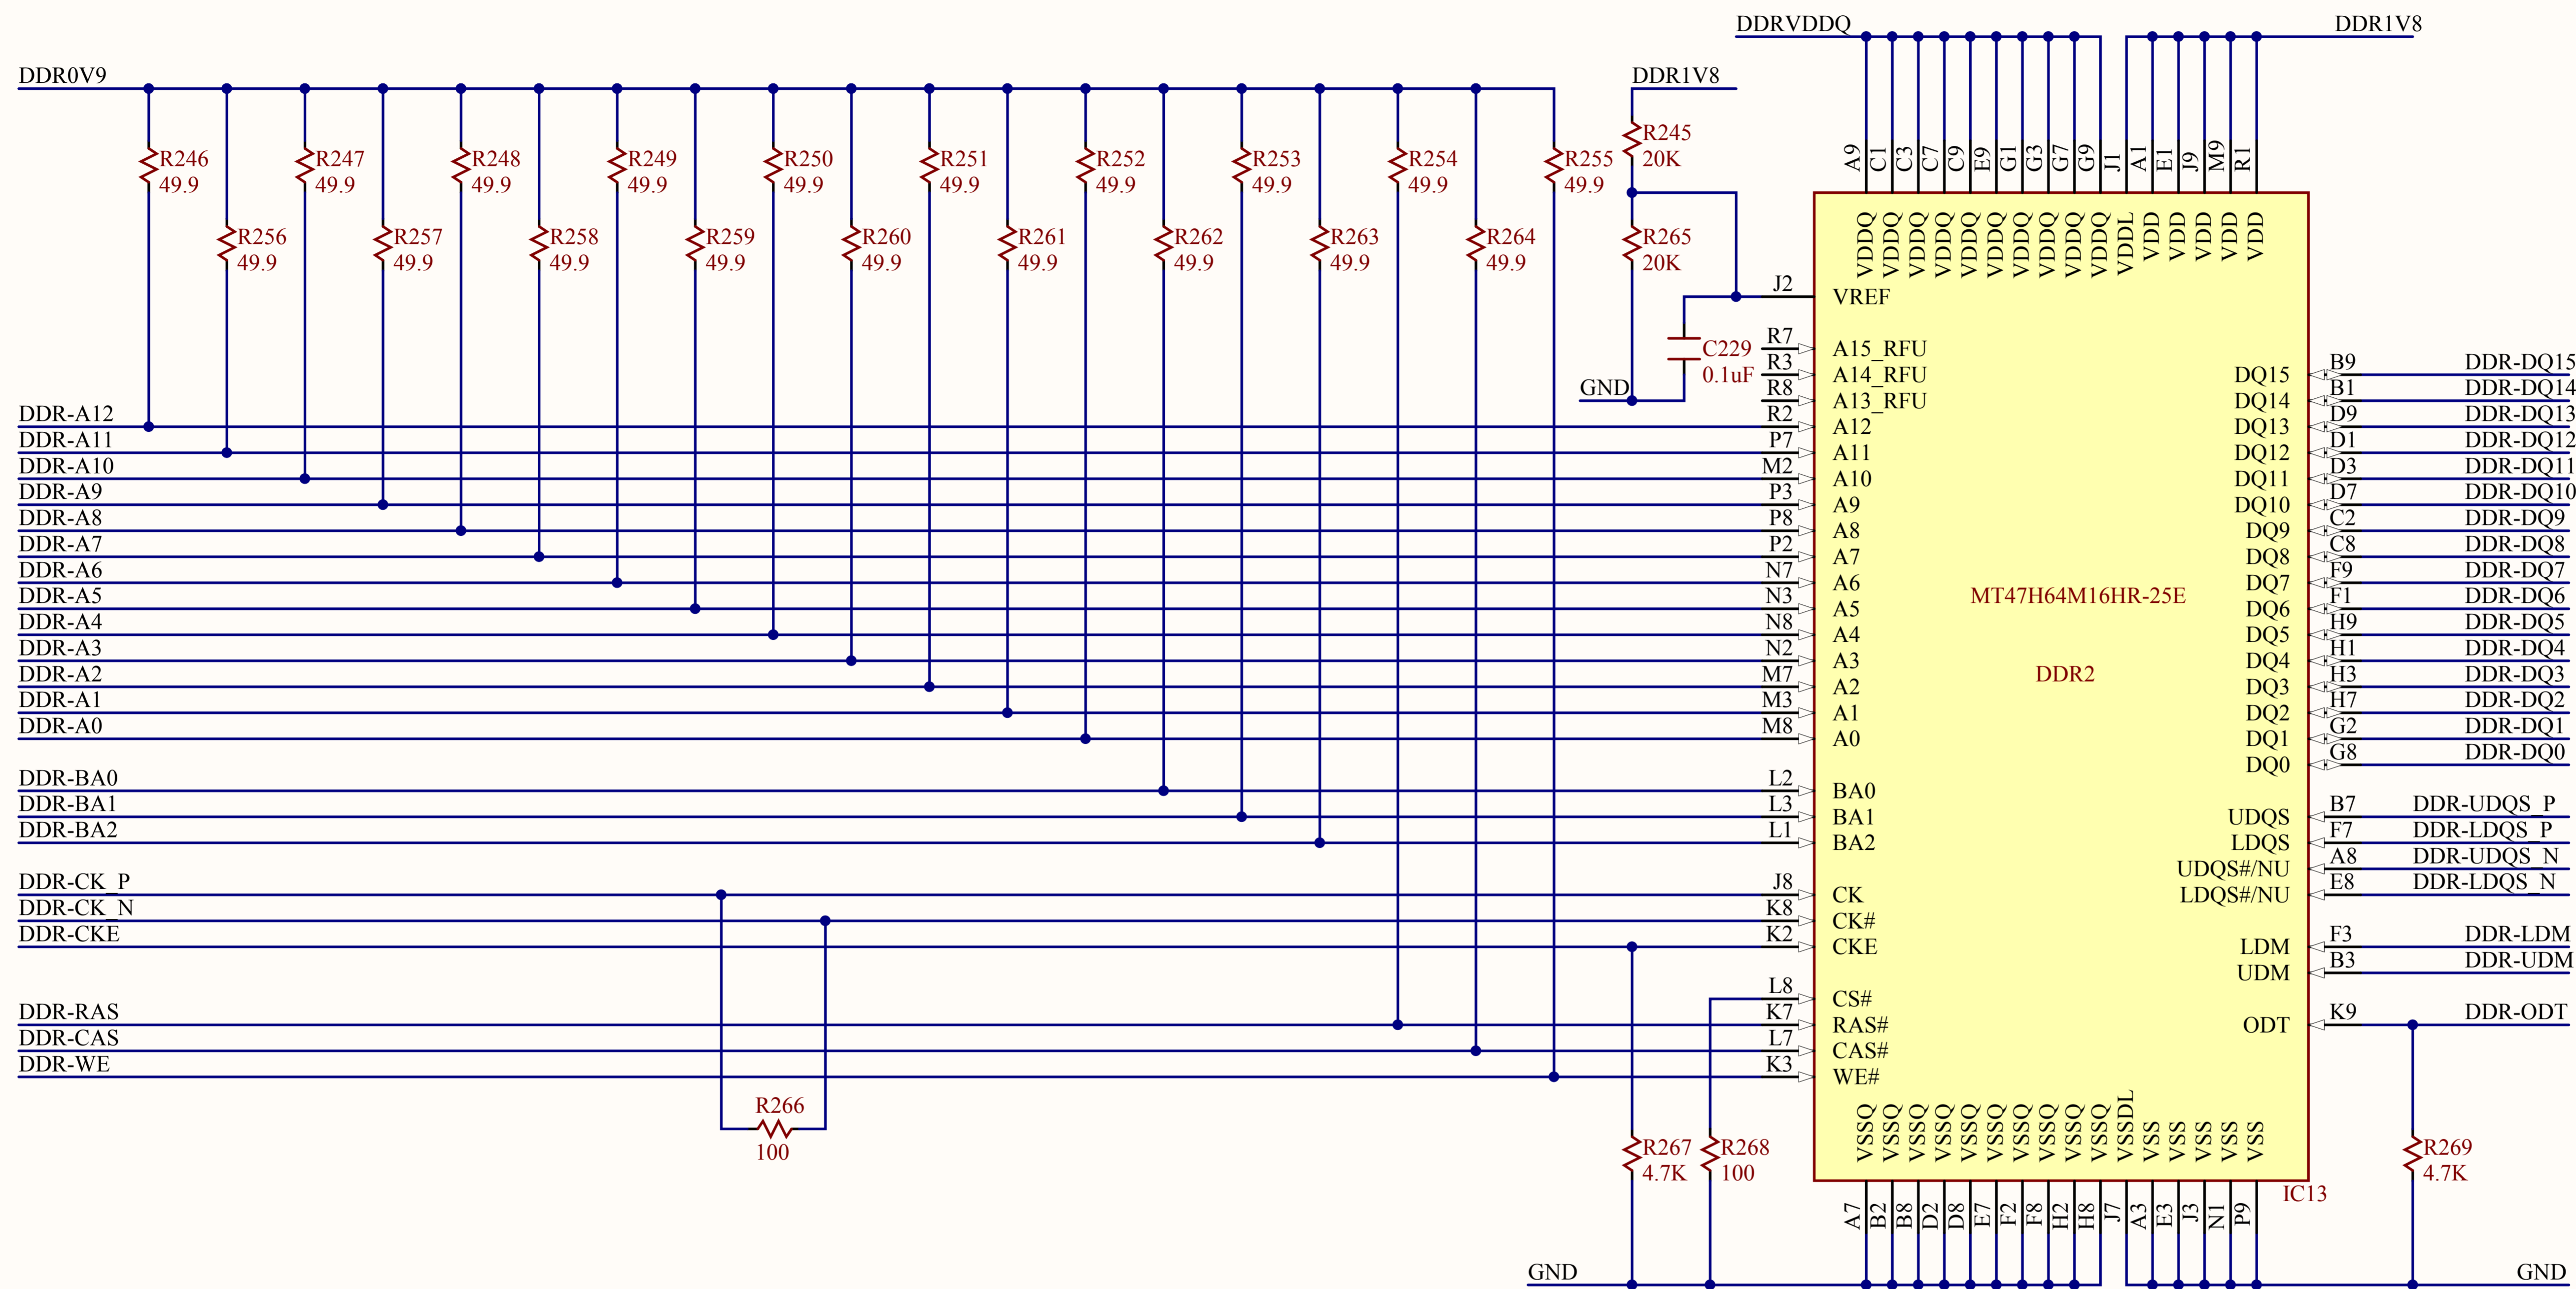 DDRVDDQ
DDR1V8
DDR0V9
DDR1V8
R245
20K
R246
49.9
R247
49.9
R248
49.9
R249
49.9
R250
49.9
R251
49.9
R252
49.9
R253
49.9
R254
49.9
R255
49.9
R256
49.9
R257
49.9
R258
49.9
R259
49.9
R260
49.9
R261
49.9
R262
49.9
R263
49.9
R264
49.9
R265
20K
C229
0.1uF
GND
A9 C1 C3 C7 C9 E9 G1 G3 G7 G9 J1 A1 E1 J9 M9 R1
VDDQ VDDQ VDDQ VDDQ VDDQ VDDQ VDDQ VDDQ VDDQ VDDQ VDDL VDD VDD VDD VDD VDD
J2 VREF
R7 A15_RFU
R3 A14_RFU
R8 A13_RFU
DDR-A12 R2 A12
DDR-A11 P7 A11
DDR-A10 M2 A10
DDR-A9 P3 A9
DDR-A8 P8 A8
DDR-A7 P2 A7
DDR-A6 N7 A6
DDR-A5 N3 A5
DDR-A4 N8 A4
DDR-A3 N2 A3
DDR-A2 M7 A2
DDR-A1 M3 A1
DDR-A0 M8 A0
DDR-BA0 L2 BA0
DDR-BA1 L3 BA1
DDR-BA2 L1 BA2
DDR-CK_P J8 CK
DDR-CK_N K8 CK#
DDR-CKE K2 CKE
L8 CS#
DDR-RAS K7 RAS#
DDR-CAS L7 CAS#
DDR-WE K3 WE#
MT47H64M16HR-25E
DDR2
DQ15 B9 DDR-DQ15
DQ14 B1 DDR-DQ14
DQ13 D9 DDR-DQ13
DQ12 D1 DDR-DQ12
DQ11 D3 DDR-DQ11
DQ10 D7 DDR-DQ10
DQ9 C2 DDR-DQ9
DQ8 C8 DDR-DQ8
DQ7 F9 DDR-DQ7
DQ6 F1 DDR-DQ6
DQ5 H9 DDR-DQ5
DQ4 H1 DDR-DQ4
DQ3 H3 DDR-DQ3
DQ2 H7 DDR-DQ2
DQ1 G2 DDR-DQ1
DQ0 G8 DDR-DQ0
UDQS B7 DDR-UDQS_P
LDQS F7 DDR-LDQS_P
UDQS#/NU A8 DDR-UDQS_N
LDQS#/NU E8 DDR-LDQS_N
LDM F3 DDR-LDM
UDM B3 DDR-UDM
ODT K9 DDR-ODT
R266
100
R267
4.7K
R268
100
R269
4.7K
VSSQ VSSQ VSSQ VSSQ VSSQ VSSQ VSSQ VSSQ VSSQ VSSQ VSSDL VSS VSS VSS VSS VSS
IC13
A7 B2 B8 D2 D8 E7 F2 F8 H2 H8 J7 A3 E3 J3 N1 P9
GND
GND